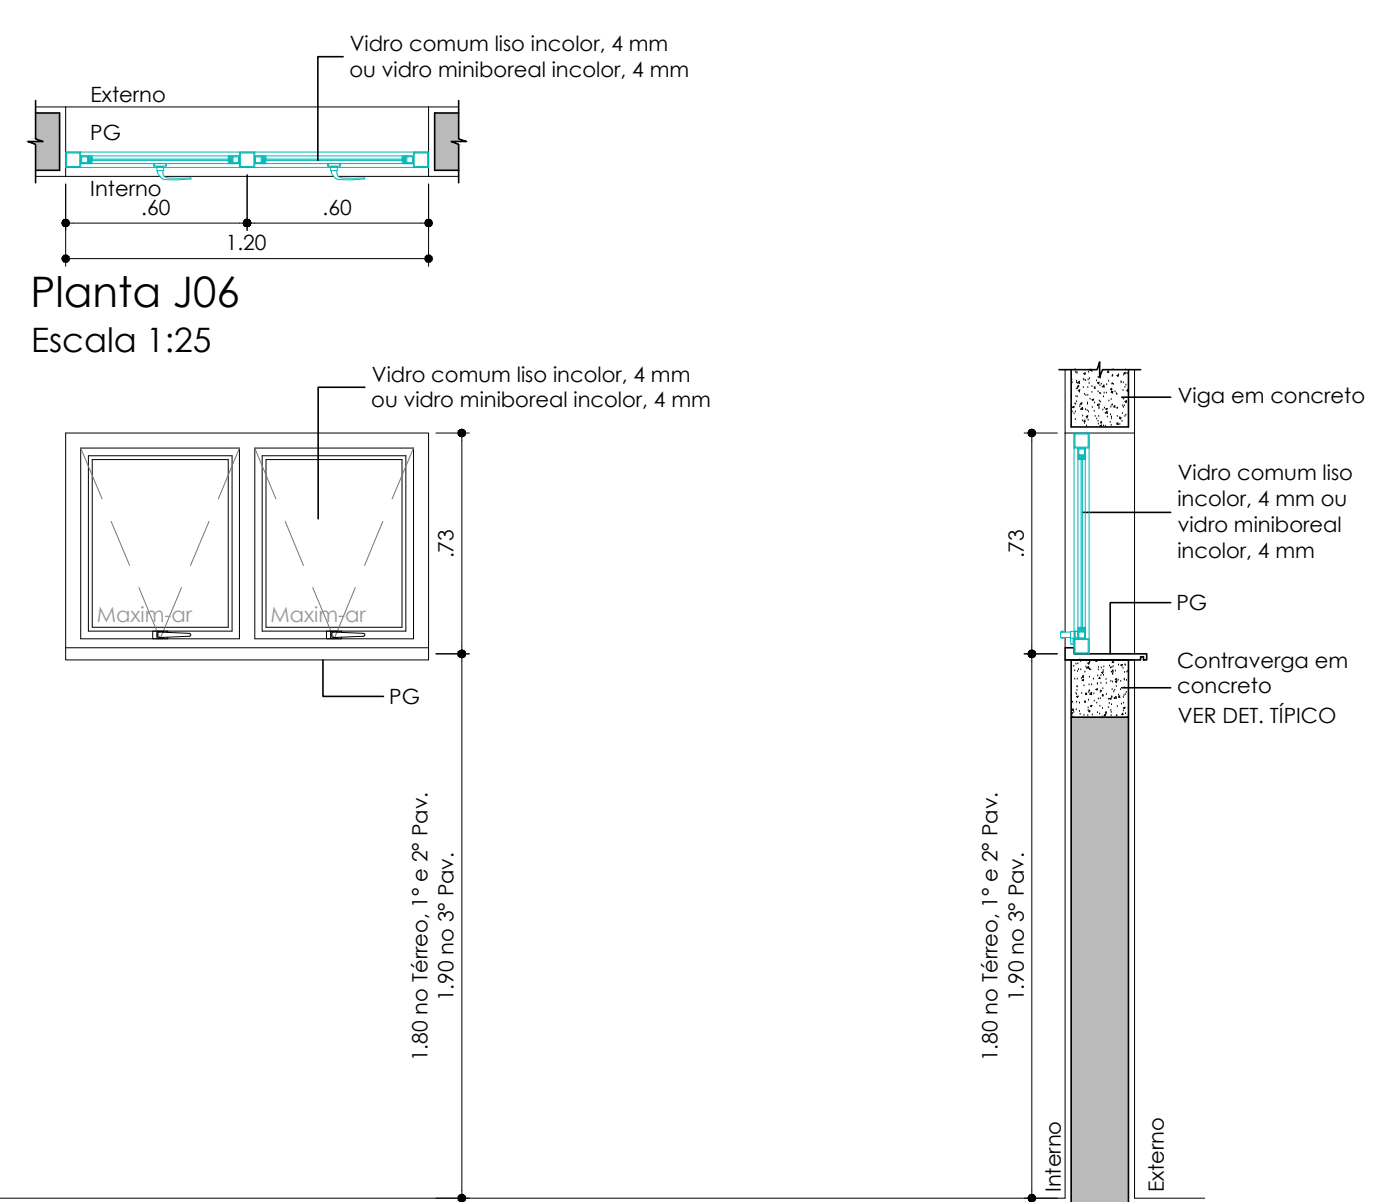 Vidro comum liso incolor, 4 mm
ou vidro miniboreal incolor, 4 mm
Externo
PG
Interno
.60
.60
1.20
Planta J06
Escala 1:25
Vidro comum liso incolor, 4 mm
ou vidro miniboreal incolor, 4 mm
.73
Maxim-ar
Maxim-ar
PG
1.80 no Térreo, 1° e 2° Pav.
1.90 no 3° Pav.
Viga em concreto
Vidro comum liso
incolor, 4 mm ou
vidro miniboreal
incolor, 4 mm
.73
PG
Contraverga em
concreto
VER DET. TÍPICO
1.80 no Térreo, 1° e 2° Pav.
1.90 no 3° Pav.
Interno
Externo